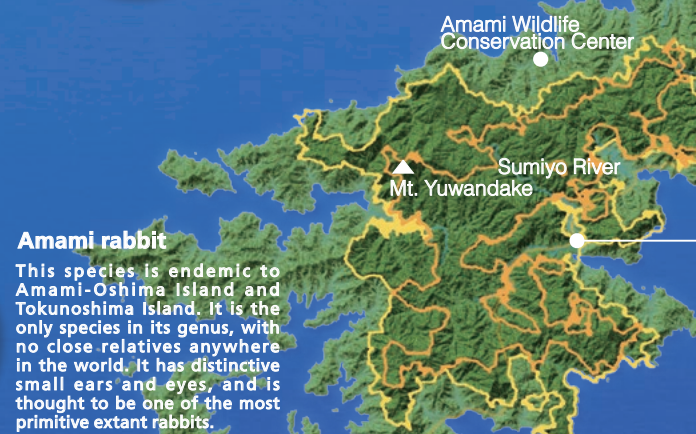 Amami Wildlife
Conservation Center
Sumiyo River
Mt. Yuwandake
Amami rabbit
This species is endemic to
Amami-Oshima Island and
Tokunoshima Island. It is the
only species in its genus, with
no close relatives anywhere
in the world. It has distinctive
small ears and eyes, and is
thought to be one of the most
primitive extant rabbits.